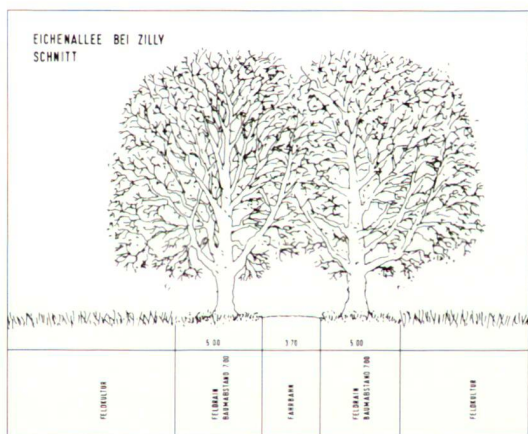 EICHENALLEE BEI ZILLY
SCHNITT
5.00
3.70
5.00
FELDKULTUR
FELDRAIN
BAUMABSTAND 7.00
FAHRBAHN
FELDRAIN
BAUMABSTAND 7.00
FELDKULTUR